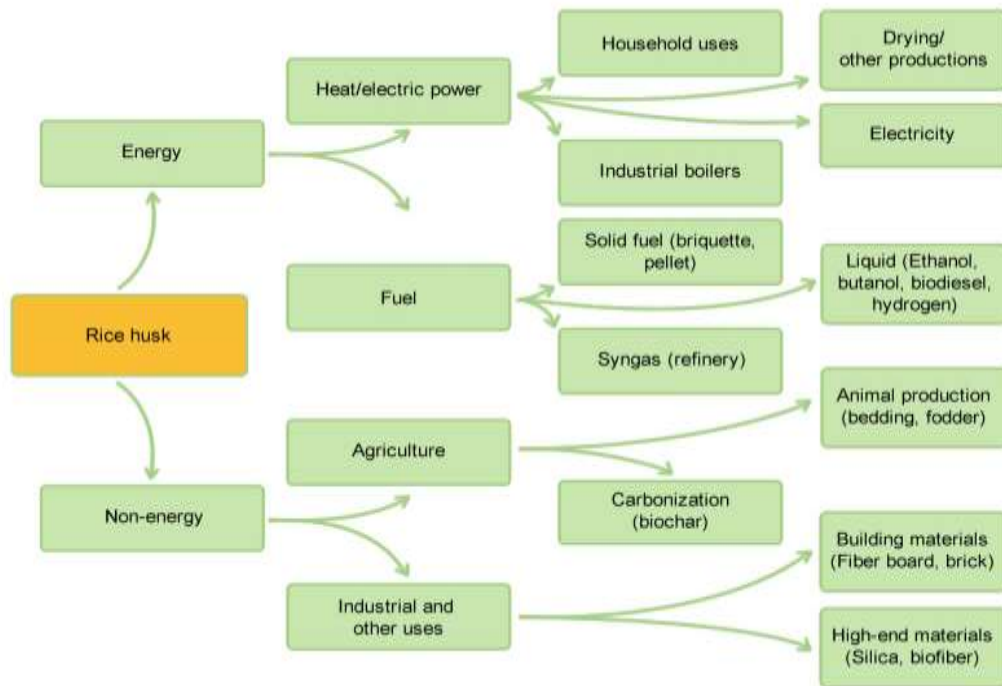 Household uses
Drying/
other productions
Heat/electric power
Electricity
Energy
Industrial boilers
Solid fuel (briquette,
pellet)
Liquid (Ethanol,
butanol, biodiesel,
hydrogen)
Fuel
Rice husk
Syngas (refinery)
Animal production
(bedding, fodder)
Agriculture
Carbonization
(biochar)
Non-energy
Building materials
(Fiber board, brick)
Industrial and
other uses
High-end materials
(Silica, biofiber)